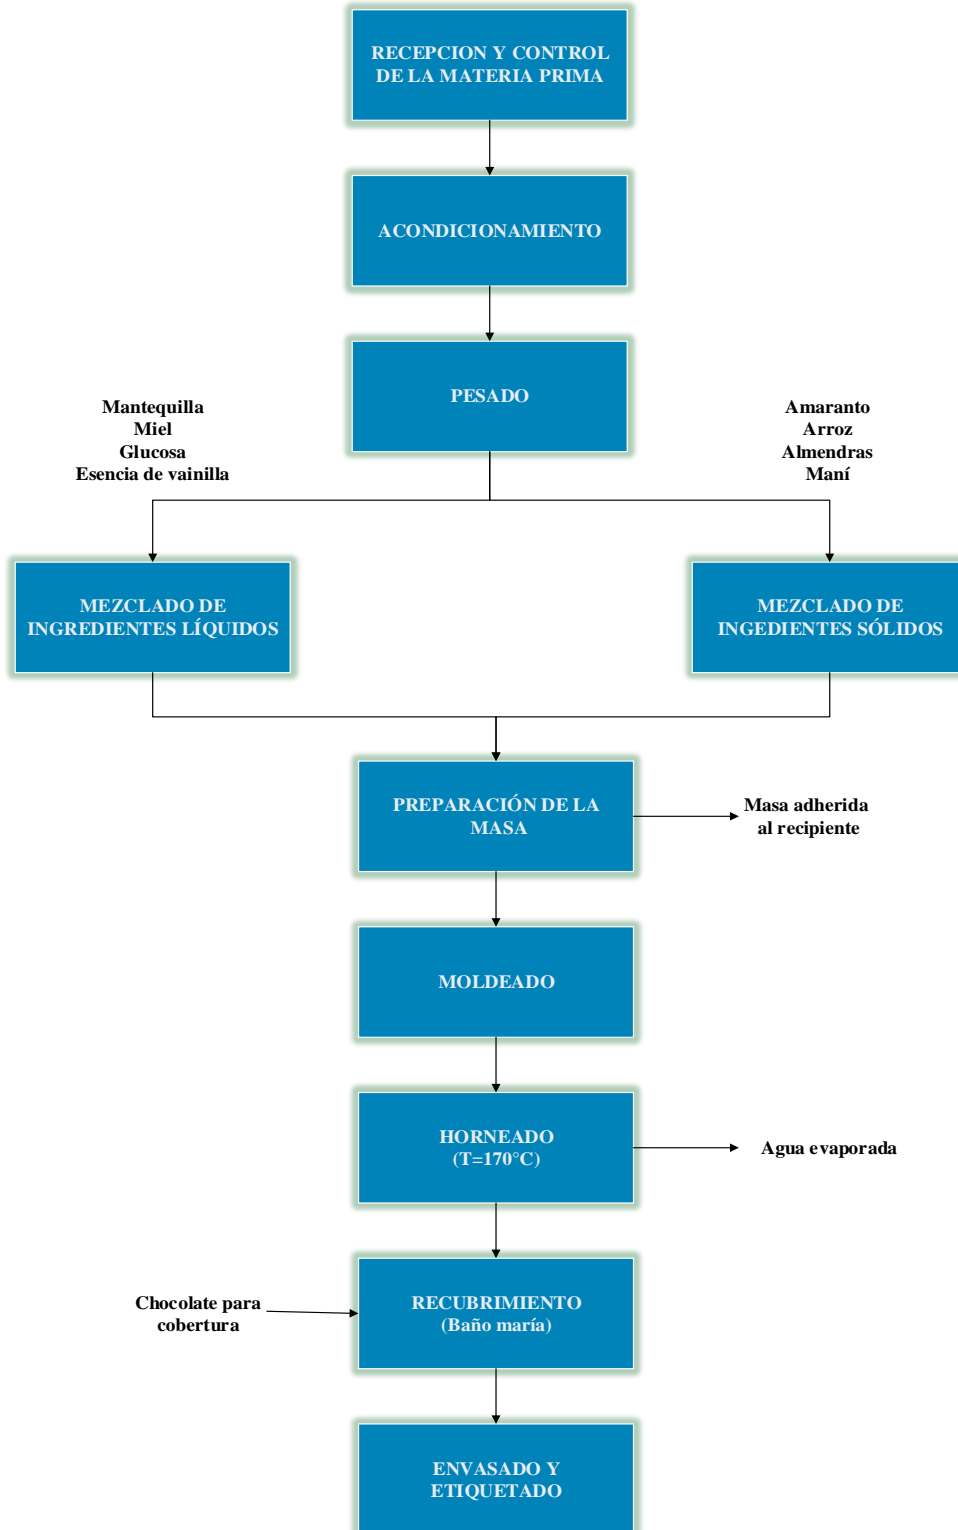 RECEPCION Y CONTROL
DE LA MATERIA PRIMA
ACONDICIONAMIENTO
PESADO
Mantequilla
Miel
Glucosa
Esencia de vainilla
Amaranto
Arroz
Almendras
Maní
MEZCLADO DE
INGREDIENTES LÍQUIDOS
MEZCLADO DE
INGEDIENTES SÓLIDOS
PREPARACIÓN DE LA
MASA
Masa adherida
al recipiente
MOLDEADO
HORNEADO
(T=170°C)
Agua evaporada
Chocolate para
cobertura
RECUBRIMIENTO
(Baño maría)
ENVASADO Y
ETIQUETADO